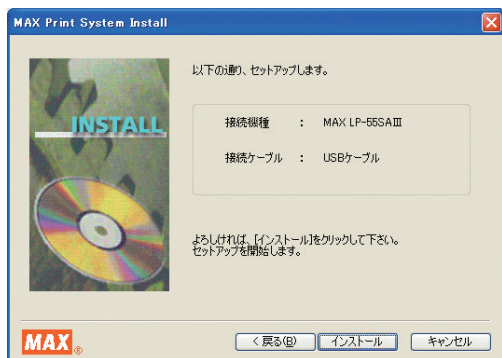 MAX Print System Install
INSTALL
以下の通り、セットアップします。
接続機種 : MAX LP-55SAⅢ
接続ケーブル : USBケーブル
よろしければ、[インストール]をクリックして下さい。
セットアップを開始します。
MAX®
< 戻る(B) インストール キャンセル